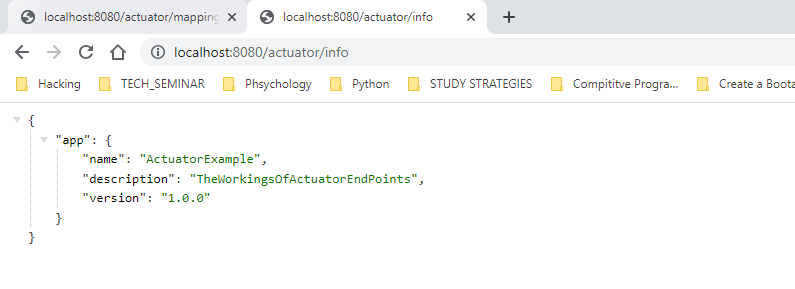 localhost:8080/actuator/mapping localhost:8080/actuator/info
localhost:8080/actuator/info
Hacking TECH_SEMINAR Phsychology Python STUDY STRATEGIES Compititve Progra... Create a Boota
{
"app": {
"name": "ActuatorExample",
"description": "TheWorkingsOfActuatorEndPoints",
"version": "1.0.0"
}
}